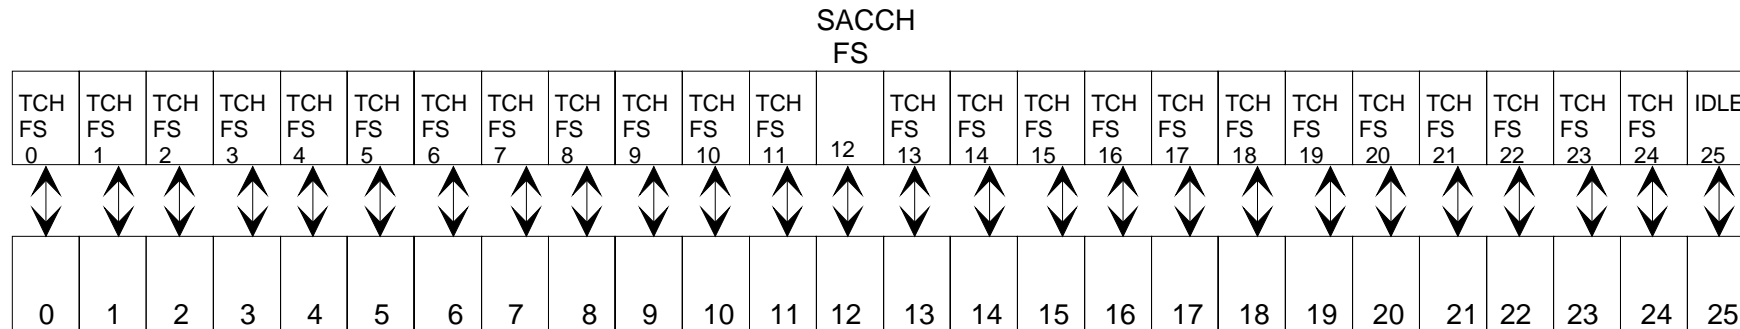 SACCH
FS
TCH TCH TCH TCH TCH TCH TCH TCH TCH TCH TCH TCH TCH TCH TCH TCH TCH TCH TCH TCH TCH TCH TCH TCH IDLE
FS FS FS FS FS FS FS FS FS FS FS FS FS FS FS FS FS FS FS FS FS FS FS FS
0 1 2 3 4 5 6 7 8 9 10 11 12 13 14 15 16 17 18 19 20 21 22 23 24 25
0 1 2 3 4 5 6 7 8 9 10 11 12 13 14 15 16 17 18 19 20 21 22 23 24 25